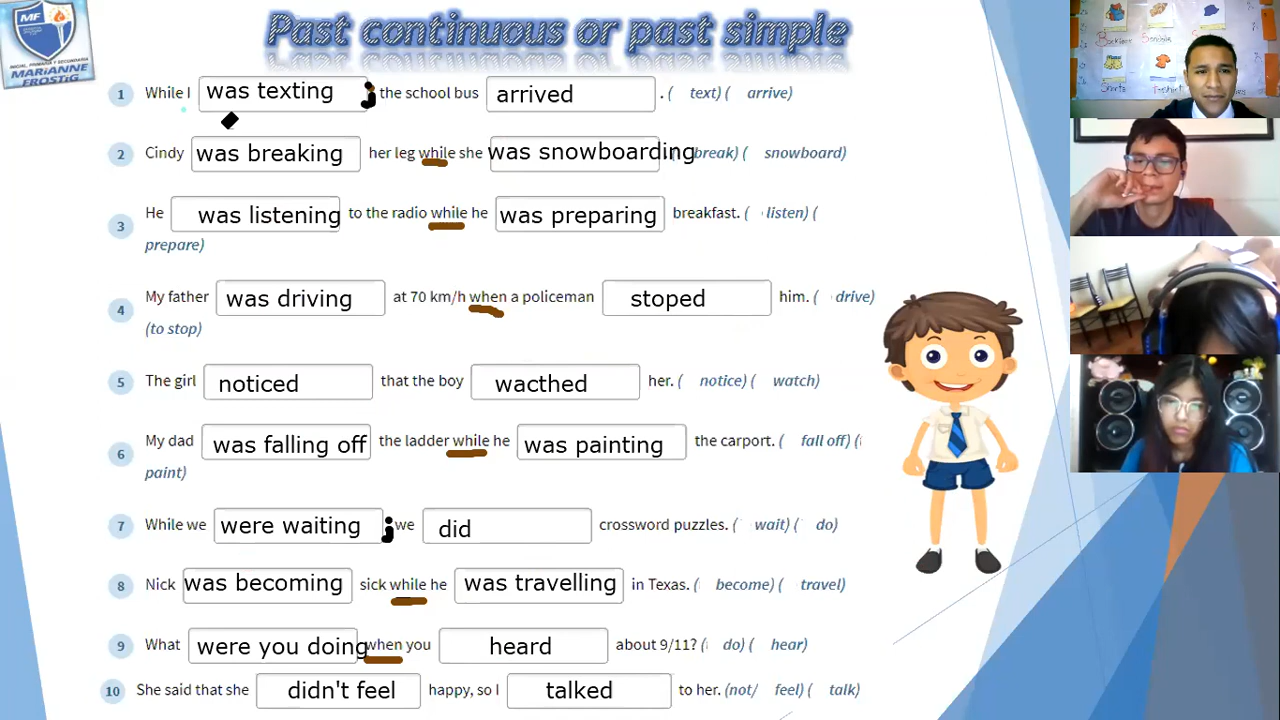 MF
INICIAL, PRIMARIA Y SECUNDARIA
MARIANNE
FROSTIG
Past continuous or past simple
1 While I was texting ; the school bus arrived . ( text) ( arrive)
2 Cindy was breaking her leg while she was snowboarding ( break) ( snowboard)
3 He was listening to the radio while he was preparing breakfast. ( listen) (
prepare)
4 My father was driving at 70 km/h when a policeman stoped him. ( drive)
(to stop)
5 The girl noticed that the boy wacthed her. ( notice) ( watch)
6 My dad was falling off the ladder while he was painting the carport. ( fall off) (
paint)
7 While we were waiting ; we did crossword puzzles. ( wait) ( do)
8 Nick was becoming sick while he was travelling in Texas. ( become) ( travel)
9 What were you doing when you heard about 9/11? ( do) ( hear)
10 She said that she didn't feel happy, so I talked to her. (not/ feel) ( talk)